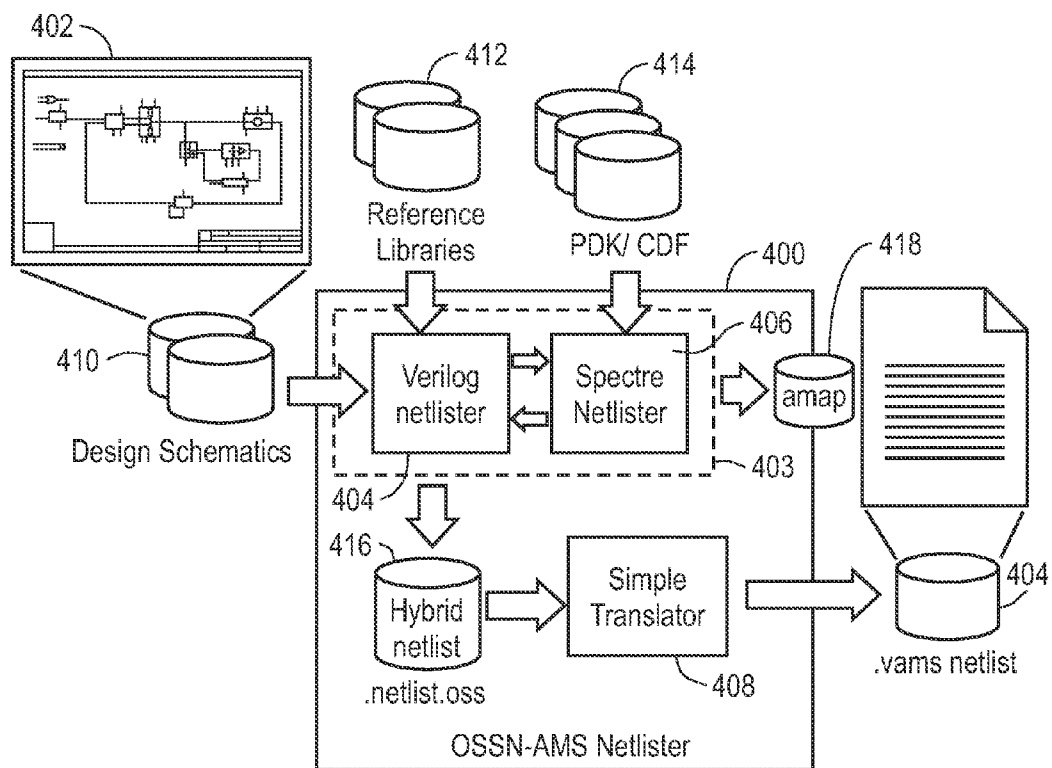 402
412
414
Reference
Libraries
PDK/ CDF
400
418
410
Design Schematics
Verilog
netlister
406
Spectre
Netlister
amap
403
404
416
Hybrid
netlist
.netlist.oss
Simple
Translator
408
404
.vams netlist
OSSN-AMS Netlister